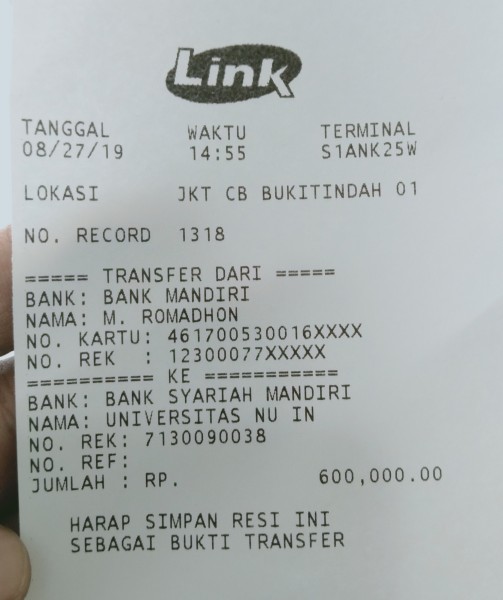 Link
TANGGAL WAKTU TERMINAL
08/27/19 14:55 S1ANK25W
LOKASI JKT CB BUKITINDAH 01
NO. RECORD 1318
===== TRANSFER DARI =====
BANK: BANK MANDIRI
NAMA: M. ROMADHON
NO. KARTU: 461700530016XXXX
NO. REK : 12300077XXXXX
========== KE ===========
BANK: BANK SYARIAH MANDIRI
NAMA: UNIVERSITAS NU IN
NO. REK: 7130090038
NO. REF:
JUMLAH : RP. 600,000.00
HARAP SIMPAN RESI INI
SEBAGAI BUKTI TRANSFER